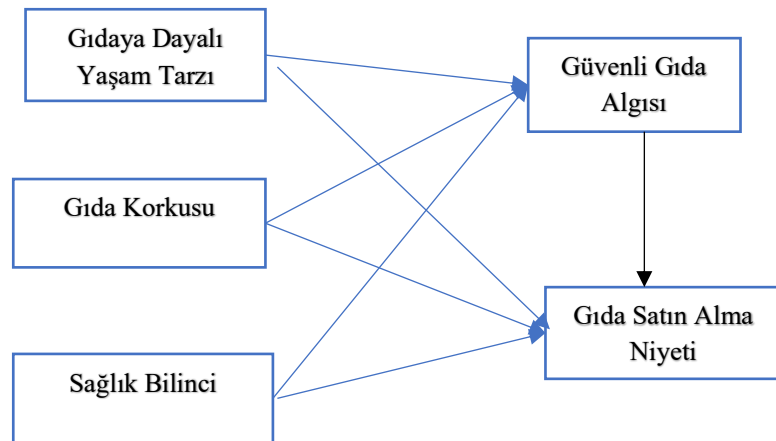 Gıdaya Dayalı
Yaşam Tarzı
Güvenli Gıda
Algısı
Gıda Korkusu
Gıda Satın Alma
Niyeti
Sağlık Bilinci